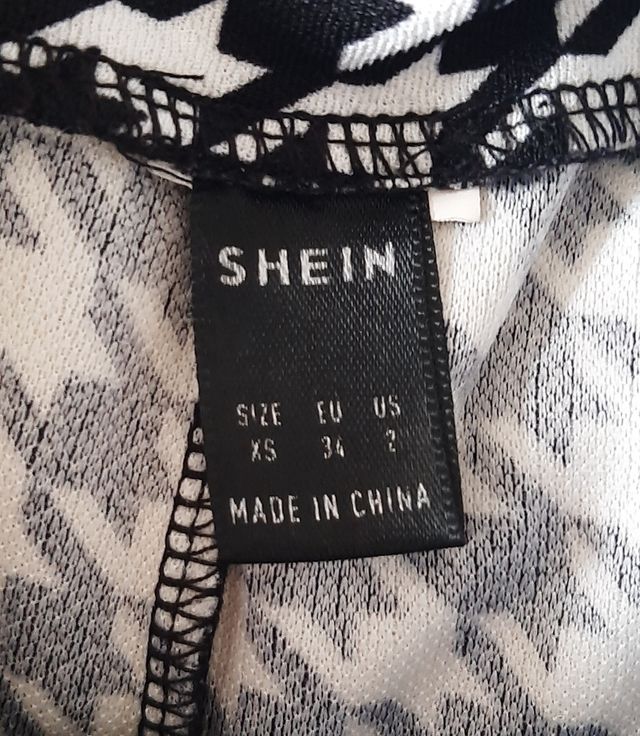 SHEIN
SIZE EU US
XS 34 2
MADE IN CHINA